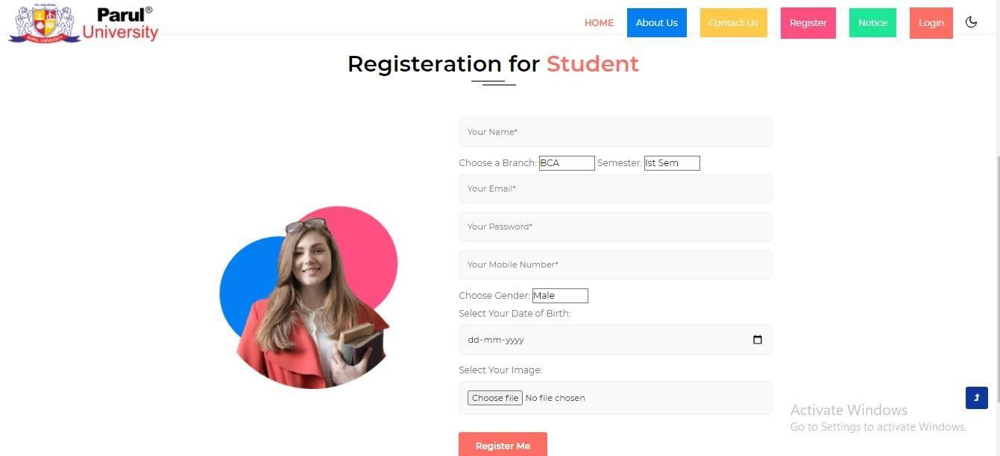 Parul®
University
PARUL UNIVERSITY
HOME About Us Contact Us Register Notice Login
Registeration for Student
Your Name*
Choose a Branch: BCA Semester: Ist Sem
Your Email*
Your Password*
Your Mobile Number*
Choose Gender: Male
Select Your Date of Birth:
dd-mm-yyyy
Select Your Image:
Choose file No file chosen
Register Me
Activate Windows
Go to Settings to activate Windows.